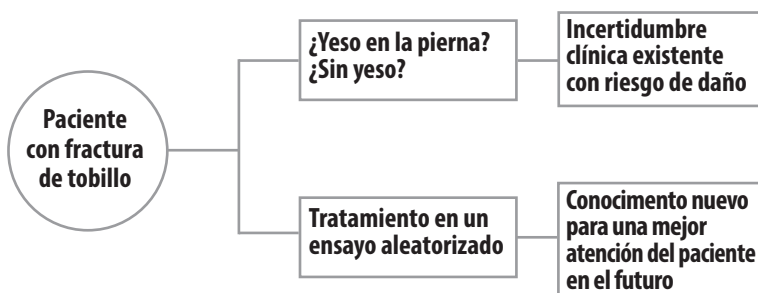 Paciente
con fractura
de tobillo
¿Yeso en la pierna?
¿Sin yeso?
Incertidumbre
clínica existente
con riesgo de daño
Tratamiento en un
ensayo aleatorizado
Conocimento nuevo
para una mejor
atención del paciente
en el futuro